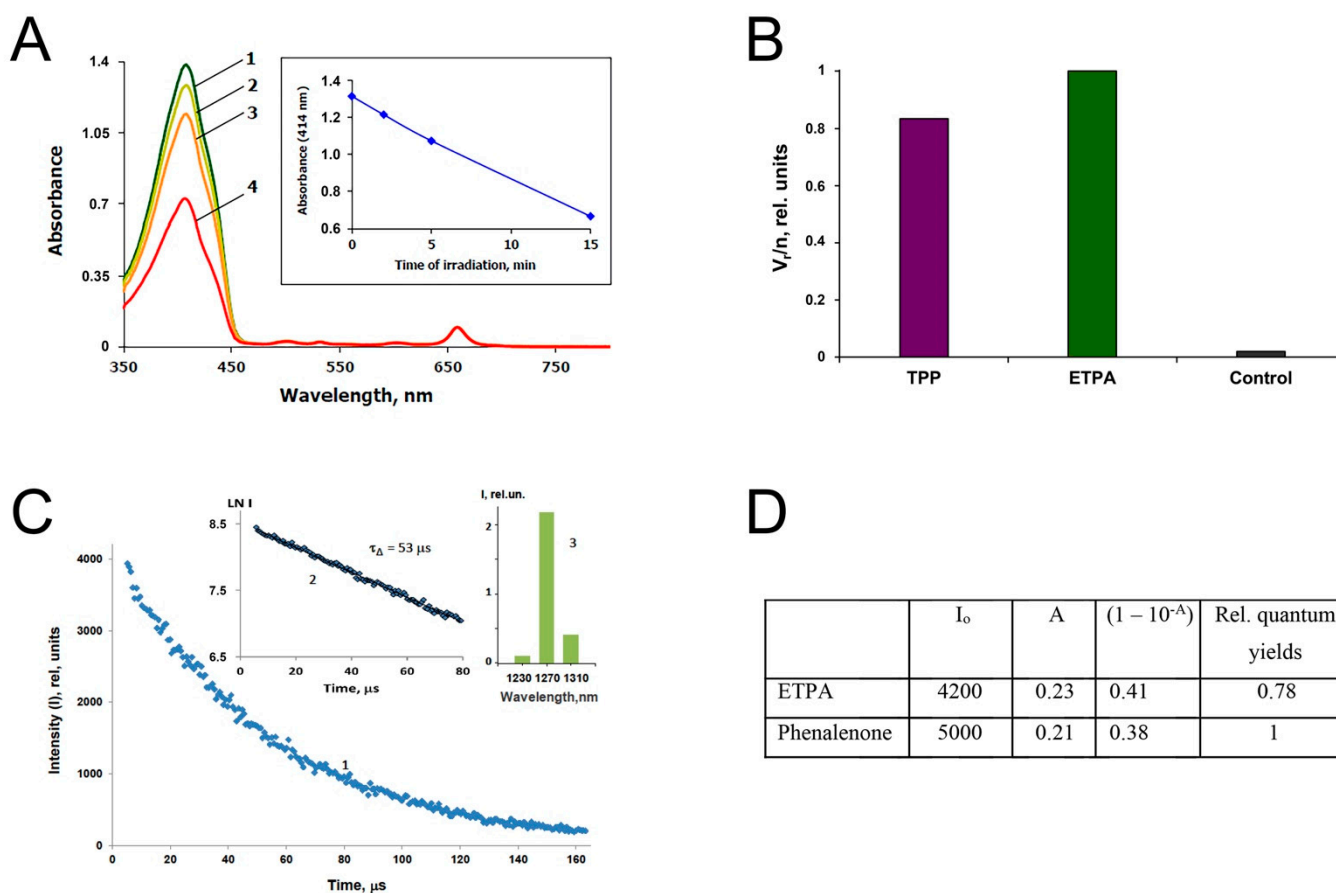 A
1.4
1.05
0.7
0.35
0
Absorbance
350
450
550
650
750
Wavelength, nm
1
2
3
4
1.4
1.2
1.0
0.8
0.6
Absorbance (414 nm)
0
5
10
15
Time of irradiation, min
B
1
0.8
0.6
0.4
0.2
0
Vr/n, rel. units
TPP
ETPA
Control
C
4000
3000
2000
1000
0
Intensity (I), rel, units
0
20
40
60
80
100
120
140
160
Time, μs
1
LN I
8.5
7.5
6.5
τΔ = 53 μs
2
0
20
40
60
80
Time, μs
I, rel.un.
2
1
0
3
1230 1270 1310
Wavelength,nm
D
Io A (1 – 10-A) Rel. quantum
yields
ETPA 4200 0.23 0.41 0.78
Phenalenone 5000 0.21 0.38 1